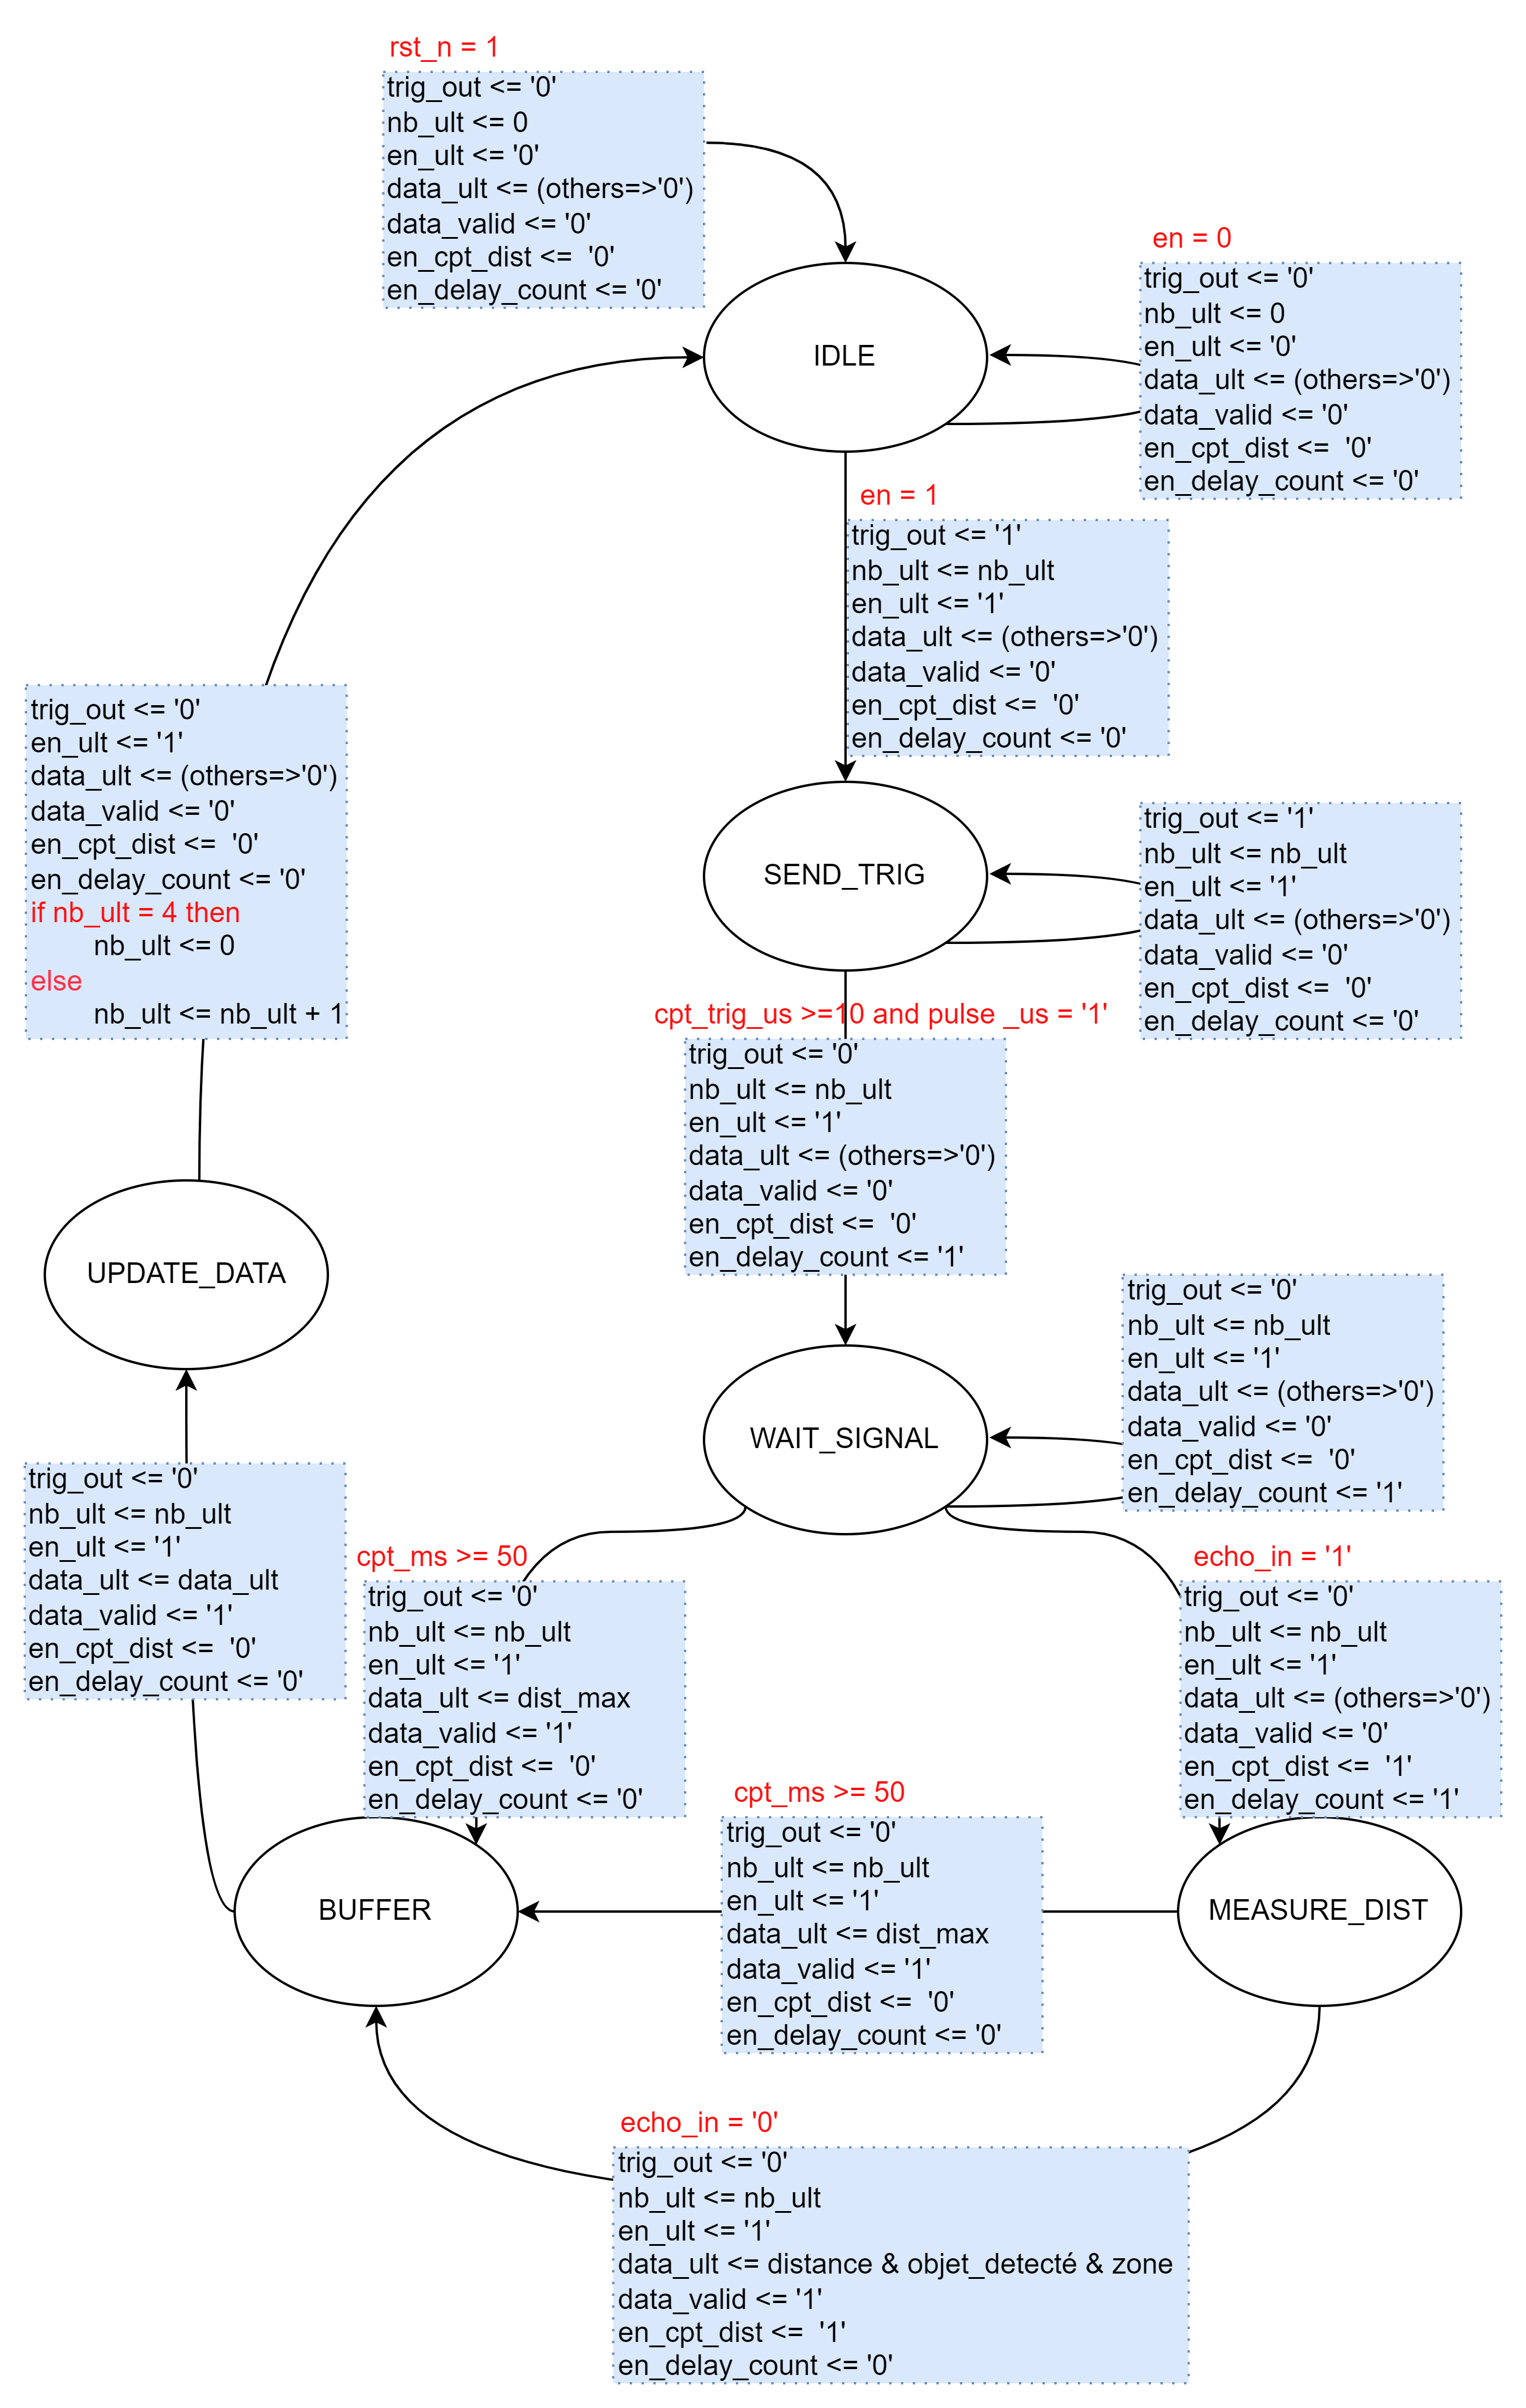 rst_n = 1
trig_out <= '0'
nb_ult <= 0
en_ult <= '0'
data_ult <= (others=>'0')
data_valid <= '0'
en_cpt_dist <=  '0'
en_delay_count <= '0'
IDLE
en = 0
trig_out <= '0'
nb_ult <= 0
en_ult <= '0'
data_ult <= (others=>'0')
data_valid <= '0'
en_cpt_dist <=  '0'
en_delay_count <= '0'
en = 1
trig_out <= '1'
nb_ult <= nb_ult
en_ult <= '1'
data_ult <= (others=>'0')
data_valid <= '0'
en_cpt_dist <=  '0'
en_delay_count <= '0'
trig_out <= '0'
en_ult <= '1'
data_ult <= (others=>'0')
data_valid <= '0'
en_cpt_dist <=  '0'
en_delay_count <= '0'
if nb_ult = 4 then
nb_ult <= 0
else
nb_ult <= nb_ult + 1
SEND_TRIG
trig_out <= '1'
nb_ult <= nb_ult
en_ult <= '1'
data_ult <= (others=>'0')
data_valid <= '0'
en_cpt_dist <=  '0'
en_delay_count <= '0'
cpt_trig_us >=10 and pulse _us = '1'
trig_out <= '0'
nb_ult <= nb_ult
en_ult <= '1'
data_ult <= (others=>'0')
data_valid <= '0'
en_cpt_dist <=  '0'
en_delay_count <= '1'
UPDATE_DATA
WAIT_SIGNAL
trig_out <= '0'
nb_ult <= nb_ult
en_ult <= '1'
data_ult <= (others=>'0')
data_valid <= '0'
en_cpt_dist <=  '0'
en_delay_count <= '1'
trig_out <= '0'
nb_ult <= nb_ult
en_ult <= '1'
data_ult <= data_ult
data_valid <= '1'
en_cpt_dist <=  '0'
en_delay_count <= '0'
cpt_ms >= 50
trig_out <= '0'
nb_ult <= nb_ult
en_ult <= '1'
data_ult <= dist_max
data_valid <= '1'
en_cpt_dist <=  '0'
en_delay_count <= '0'
echo_in = '1'
trig_out <= '0'
nb_ult <= nb_ult
en_ult <= '1'
data_ult <= (others=>'0')
data_valid <= '0'
en_cpt_dist <=  '1'
en_delay_count <= '1'
BUFFER
cpt_ms >= 50
trig_out <= '0'
nb_ult <= nb_ult
en_ult <= '1'
data_ult <= dist_max
data_valid <= '1'
en_cpt_dist <=  '0'
en_delay_count <= '0'
MEASURE_DIST
echo_in = '0'
trig_out <= '0'
nb_ult <= nb_ult
en_ult <= '1'
data_ult <= distance & objet_detecté & zone
data_valid <= '1'
en_cpt_dist <=  '1'
en_delay_count <= '0'